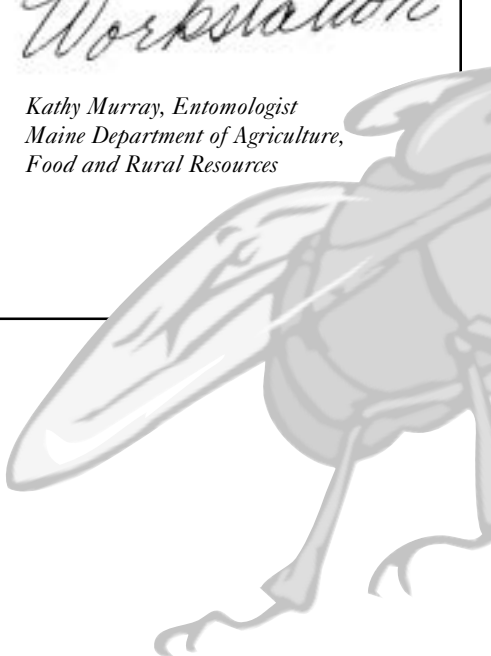 Workstation
Kathy Murray, Entomologist
Maine Department of Agriculture,
Food and Rural Resources